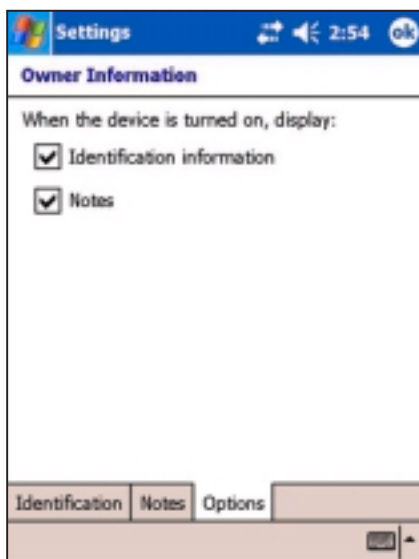 Settings 2:54 ok
Owner Information
When the device is turned on, display:
Identification information
Notes
Identification Notes Options